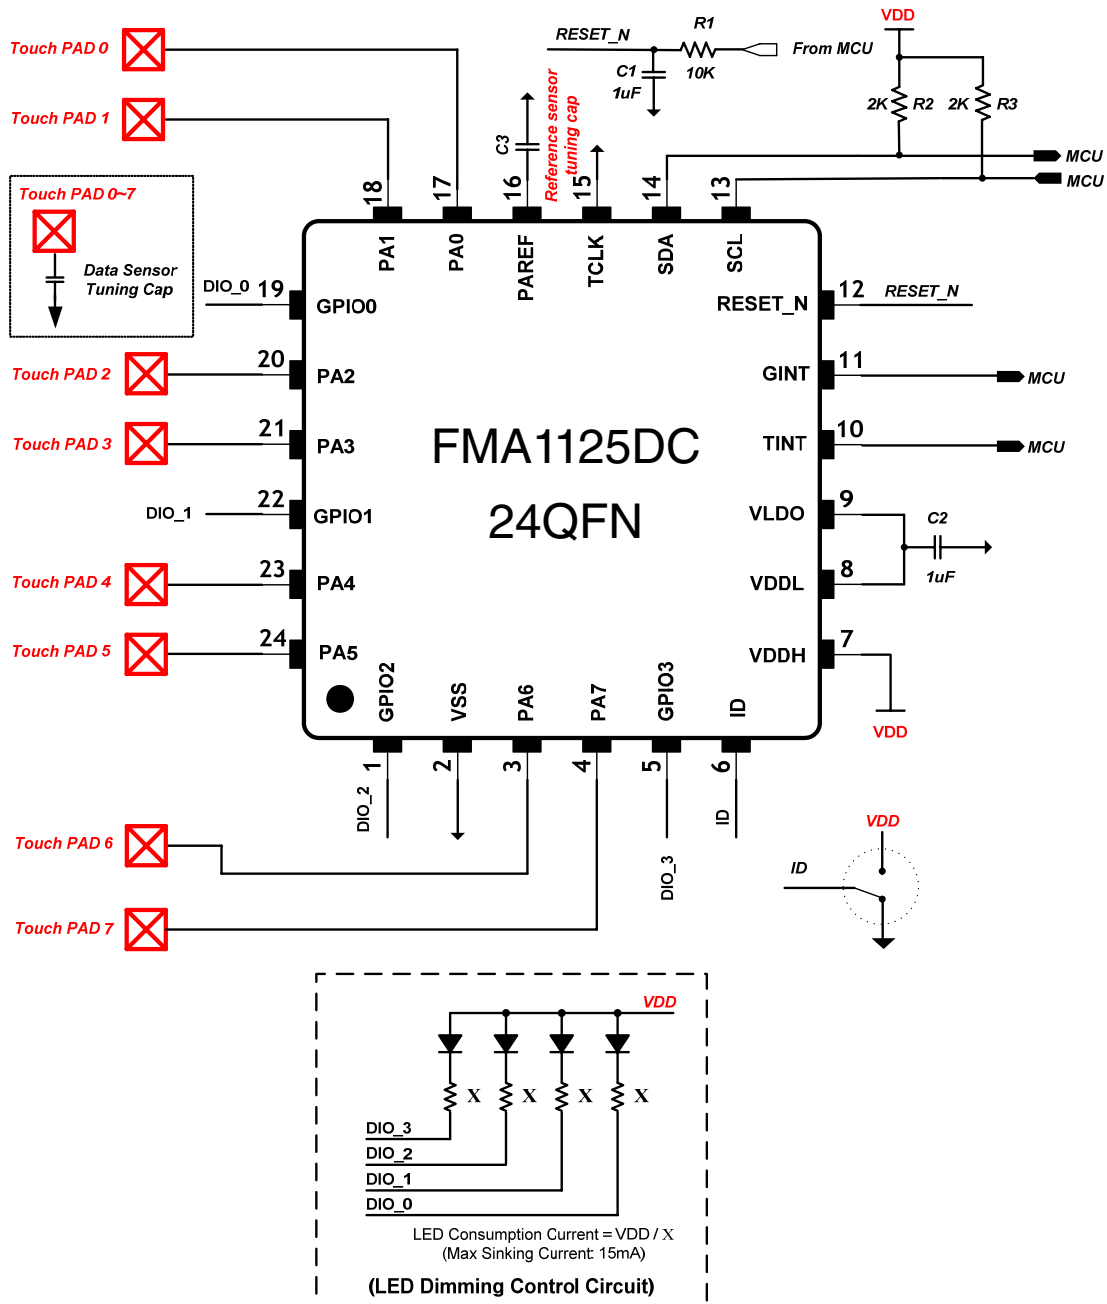 Touch PAD 0
Touch PAD 1
RESET_N
R1
10K
C1
1uF
From MCU
VDD
2K
R2
2K
R3
MCU
MCU
C3
Reference sensor
tuning cap
18
17
16
15
14
13
PA1
PA0
PAREF
TCLK
SDA
SCL
Touch PAD 0~7
Data Sensor
Tuning Cap
DIO_0
19
GPIO0
RESET_N
12
RESET_N
Touch PAD 2
20
PA2
GINT
11
MCU
Touch PAD 3
21
PA3
TINT
10
MCU
FMA1125DC
24QFN
DIO_1
22
GPIO1
VLDO
9
C2
1uF
Touch PAD 4
23
PA4
VDDL
8
Touch PAD 5
24
PA5
VDDH
7
VDD
GPIO2
VSS
PA6
PA7
GPIO3
ID
1
2
3
4
5
6
DIO_2
DIO_3
ID
Touch PAD 6
Touch PAD 7
VDD
ID
VDD
X
X
X
X
DIO_3
DIO_2
DIO_1
DIO_0
LED Consumption Current = VDD / X
(Max Sinking Current: 15mA)
(LED Dimming Control Circuit)